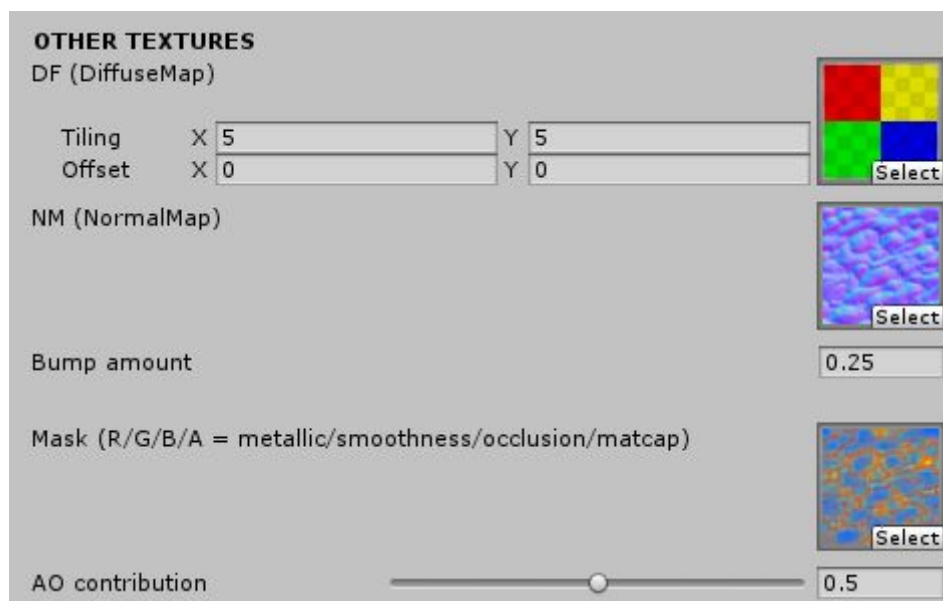 OTHER TEXTURES
DF (DiffuseMap)
Tiling X 5 Y 5
Offset X 0 Y 0
Select
NM (NormalMap)
Select
Bump amount 0.25
Mask (R/G/B/A = metallic/smoothness/occlusion/matcap)
Select
AO contribution 0.5